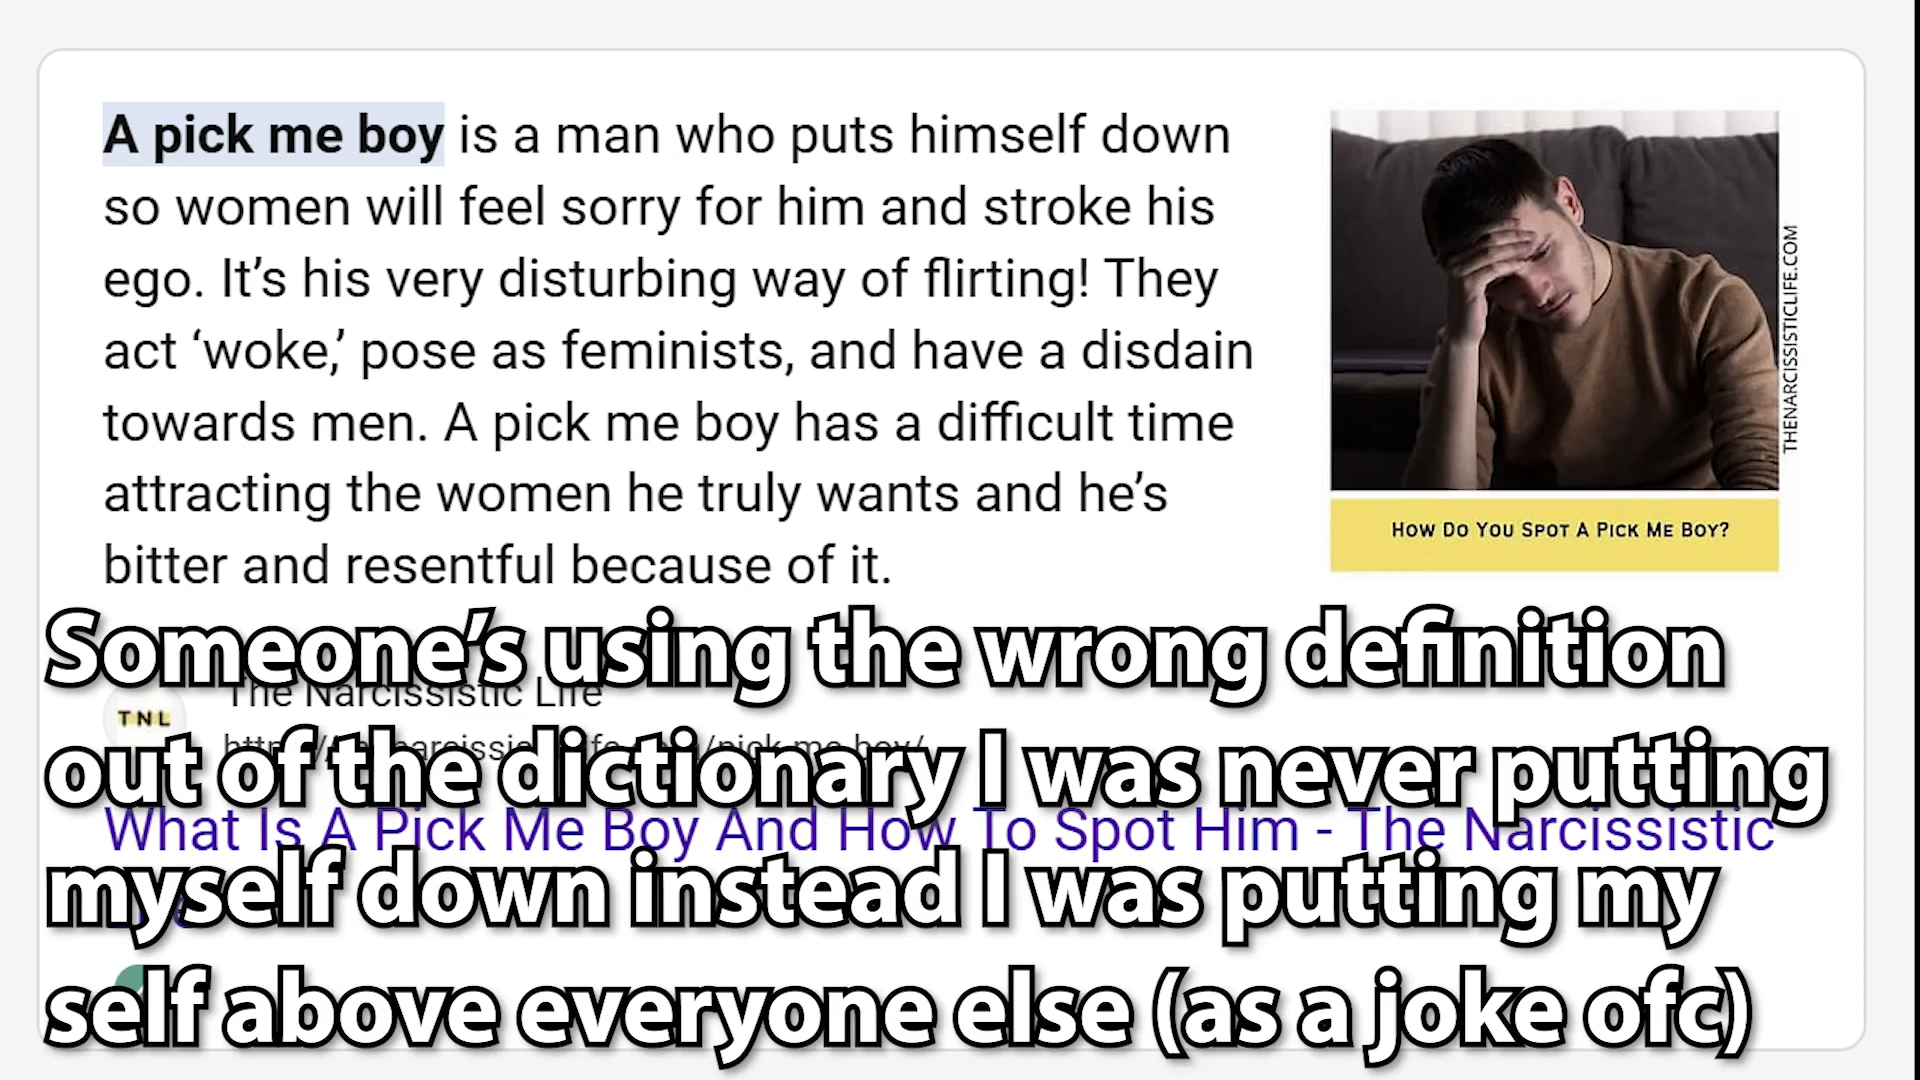 A pick me boy is a man who puts himself down
so women will feel sorry for him and stroke his
ego. It’s his very disturbing way of flirting! They
act ‘woke,’ pose as feminists, and have a disdain
towards men. A pick me boy has a difficult time
attracting the women he truly wants and he’s
bitter and resentful because of it.
THENARCISSISTICLIFE.COM
How Do You Spot A Pick Me Boy?
Someone’s using the wrong definition
TNL
The Narcissistic Life
out of the dictionary I was never putting
What Is A Pick Me Boy And How To Spot Him - The Narcissistic
myself down instead I was putting my
self above everyone else (as a joke ofc)